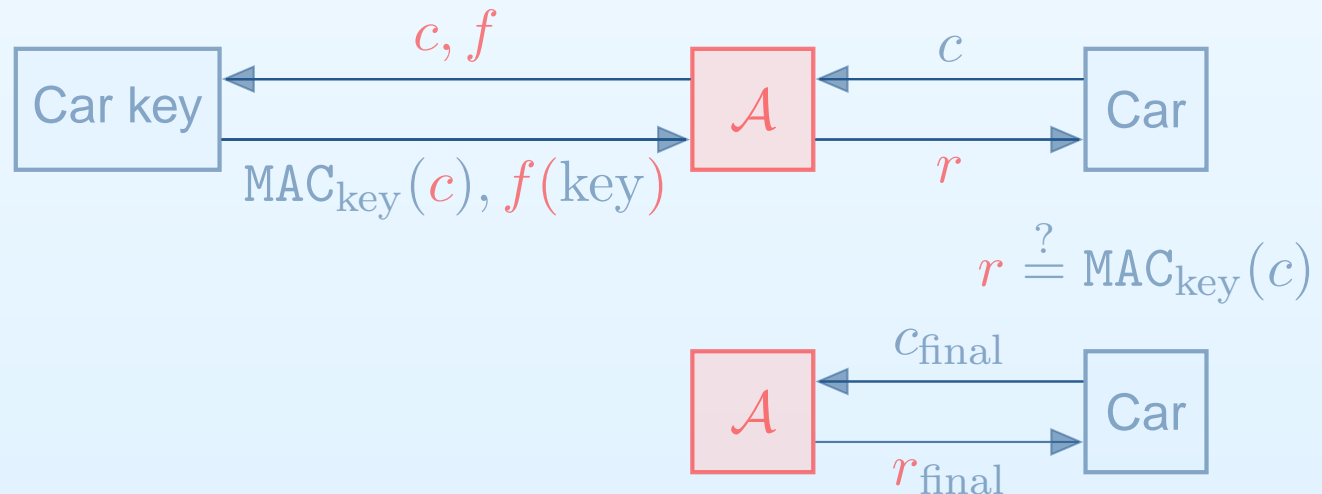 c, f
c
Car key
𝒜
Car
MAC_key(c), f(key)
r
r ≟ MAC_key(c)
c_final
𝒜
Car
r_final